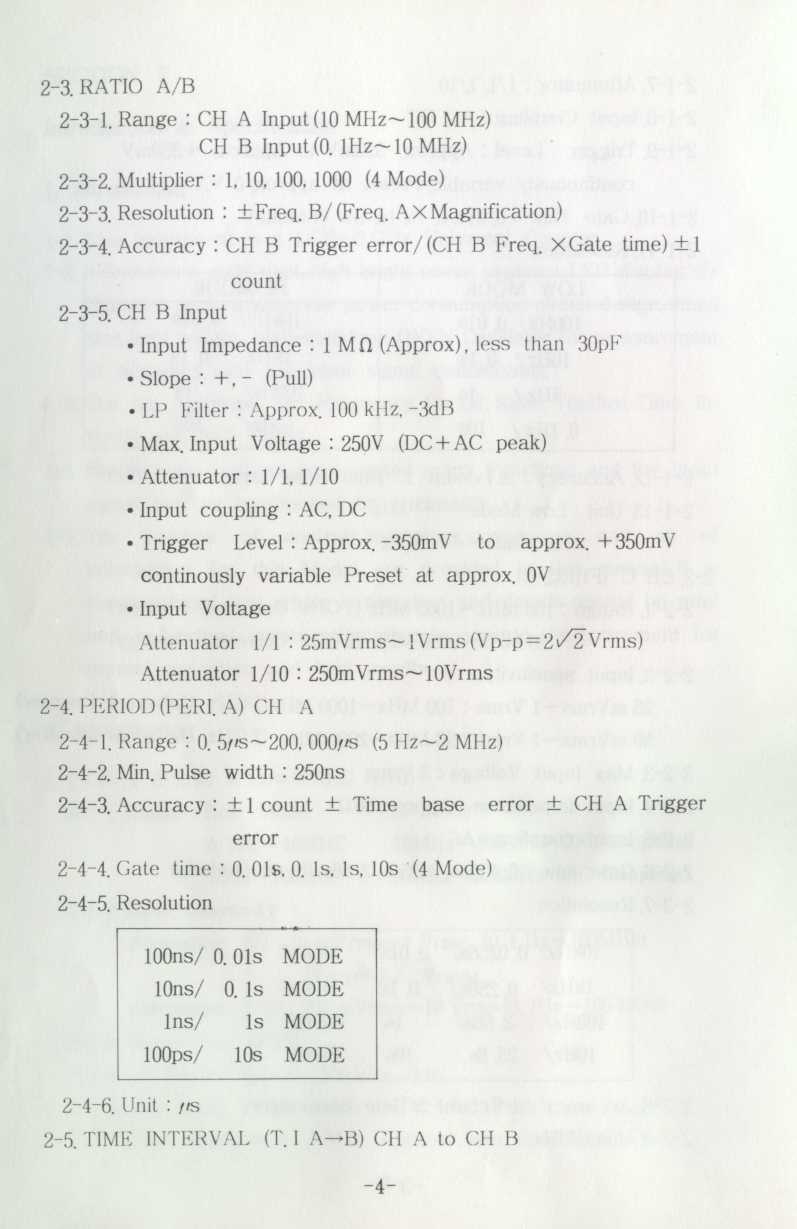 2-3. RATIO A/B
2-3-1. Range : CH A Input (10 MHz~100 MHz)
CH B Input (0. 1Hz~10 MHz)
2-3-2. Multiplier : 1, 10, 100, 1000 (4 Mode)
2-3-3. Resolution : ±Freq. B/(Freq. A×Magnification)
2-3-4. Accuracy : CH B Trigger error/(CH B Freq. ×Gate time) ±1
count
2-3-5. CH B Input
• Input Impedance : 1 MΩ (Approx), less than 30pF
• Slope : +, - (Pull)
• LP Filter : Approx. 100 kHz, -3dB
• Max. Input Voltage : 250V (DC+AC peak)
• Attenuator : 1/1, 1/10
• Input coupling : AC, DC
• Trigger Level : Approx. -350mV to approx. +350mV
continously variable Preset at approx. 0V
• Input Voltage
Attenuator 1/1 : 25mVrms~1Vrms (Vp-p=2√2 Vrms)
Attenuator 1/10 : 250mVrms~10Vrms
2-4. PERIOD (PERI. A) CH A
2-4-1. Range : 0. 5μs~200. 000μs (5 Hz~2 MHz)
2-4-2. Min. Pulse width : 250ns
2-4-3. Accuracy : ±1 count ± Time base error ± CH A Trigger
error
2-4-4. Gate time : 0. 01s, 0. 1s, 1s, 10s (4 Mode)
2-4-5. Resolution
100ns/ 0. 01s MODE
10ns/ 0. 1s MODE
1ns/ 1s MODE
100ps/ 10s MODE
2-4-6. Unit : μs
2-5. TIME INTERVAL (T. I A→B) CH A to CH B
-4-